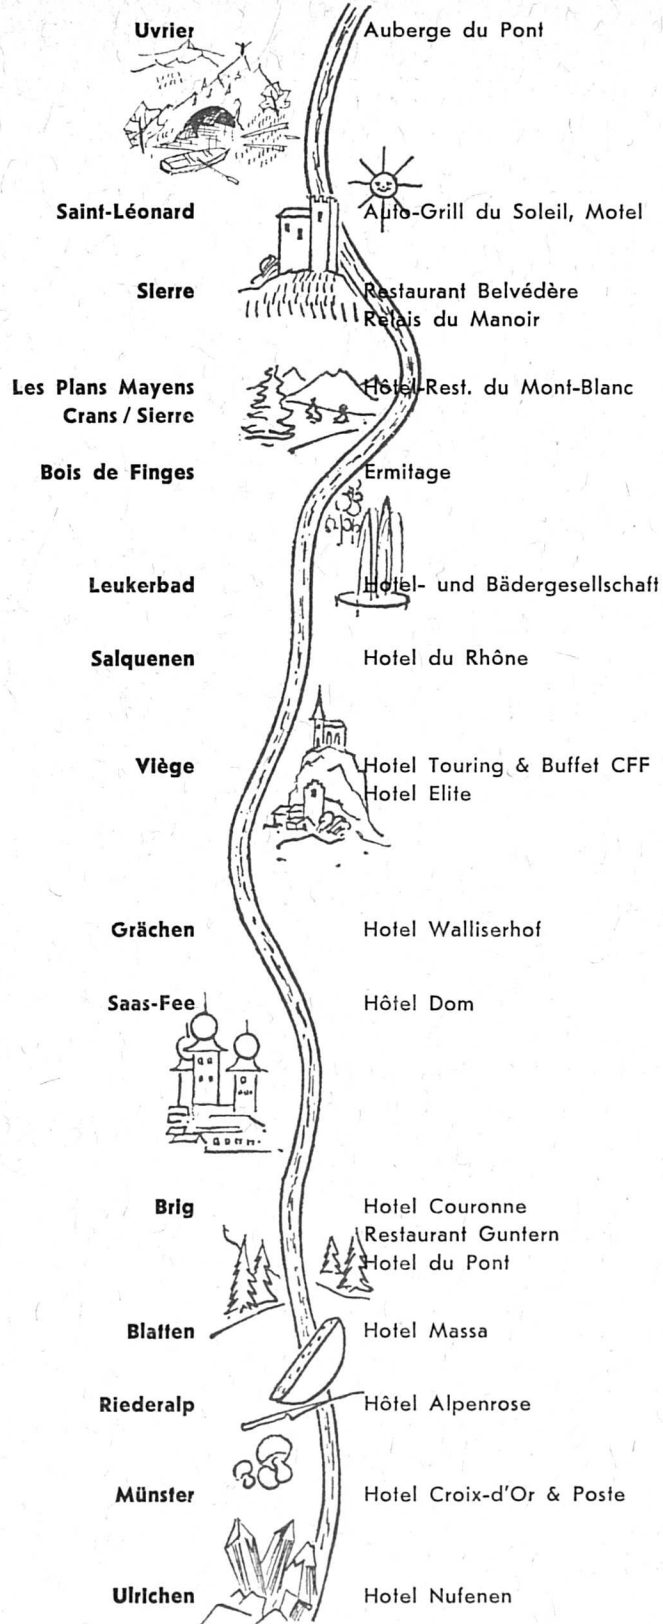 Uvrier Auberge du Pont
Saint-Léonard Auto-Grill du Soleil, Motel
Sierre Restaurant Belvédère
Relais du Manoir
Les Plans Mayens Hôtel-Rest. du Mont-Blanc
Crans / Sierre
Bois de Finges Ermitage
Leukerbad Hotel- und Bädergesellschaft
Salquenen Hotel du Rhône
Viège Hotel Touring & Buffet CFF
Hotel Elite
Grächen Hotel Walliserhof
Saas-Fee Hôtel Dom
Brig Hotel Couronne
Restaurant Guntern
Hotel du Pont
Blatten Hotel Massa
Riederalp Hôtel Alpenrose
Münster Hotel Croix-d'Or & Poste
Ulrichen Hotel Nufenen